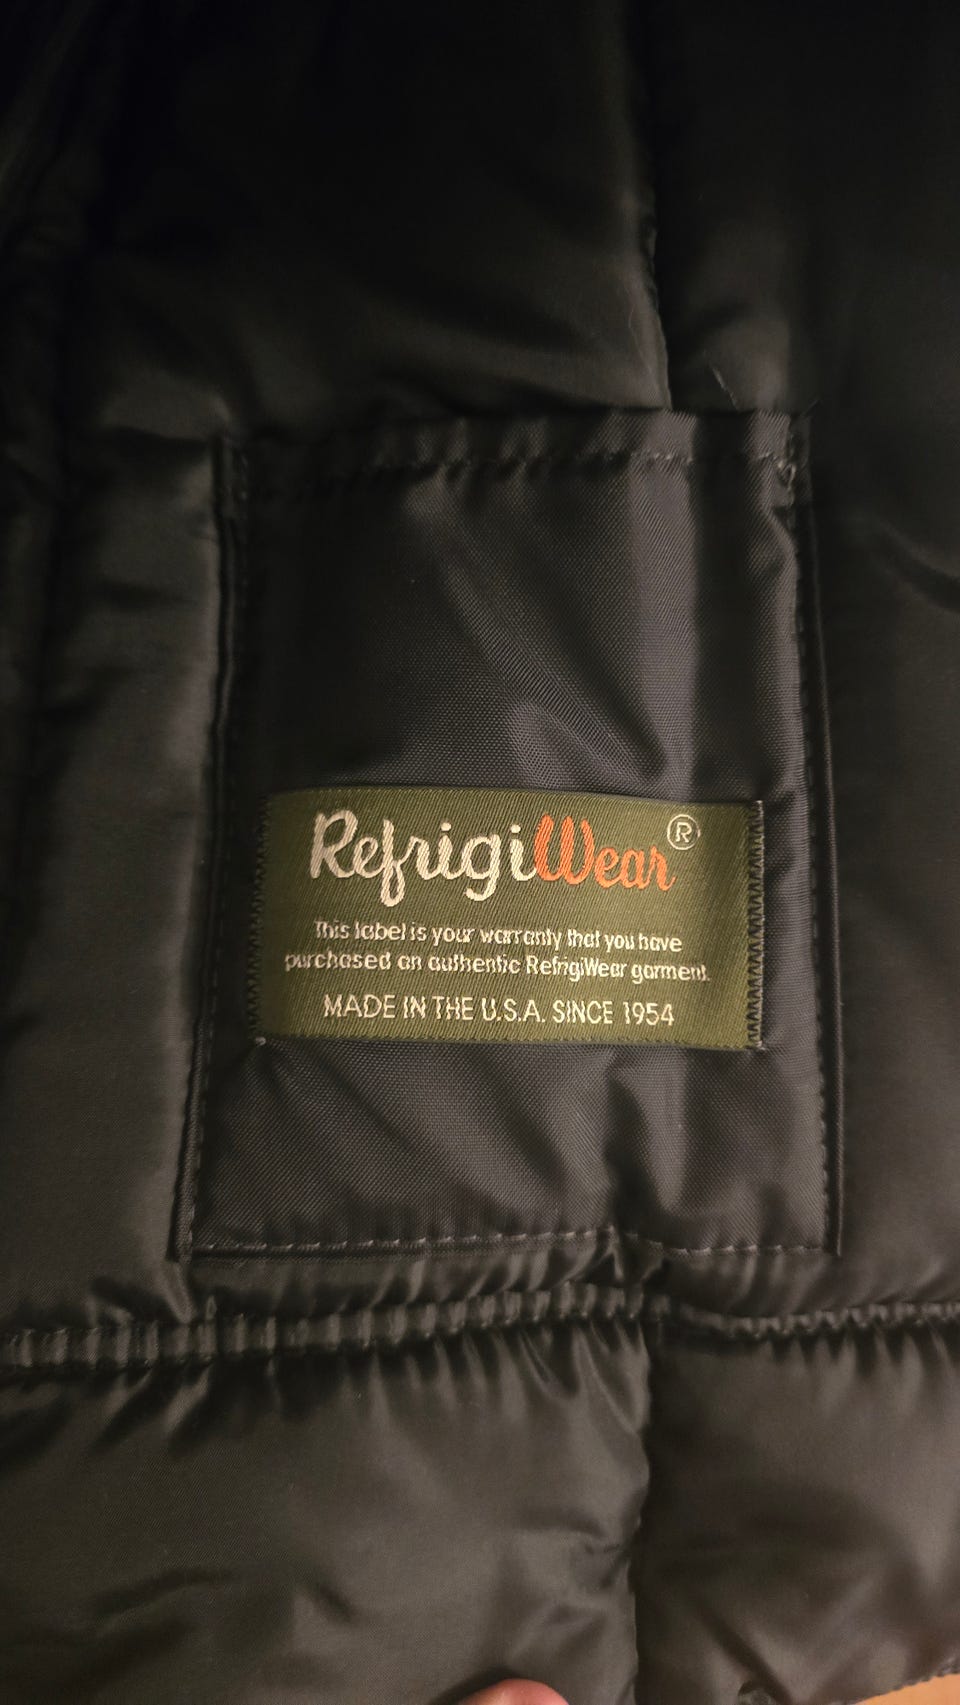 RefrigiWear®
This label is your warranty that you have
purchased an authentic RefrigiWear garment.
MADE IN THE U.S.A. SINCE 1954